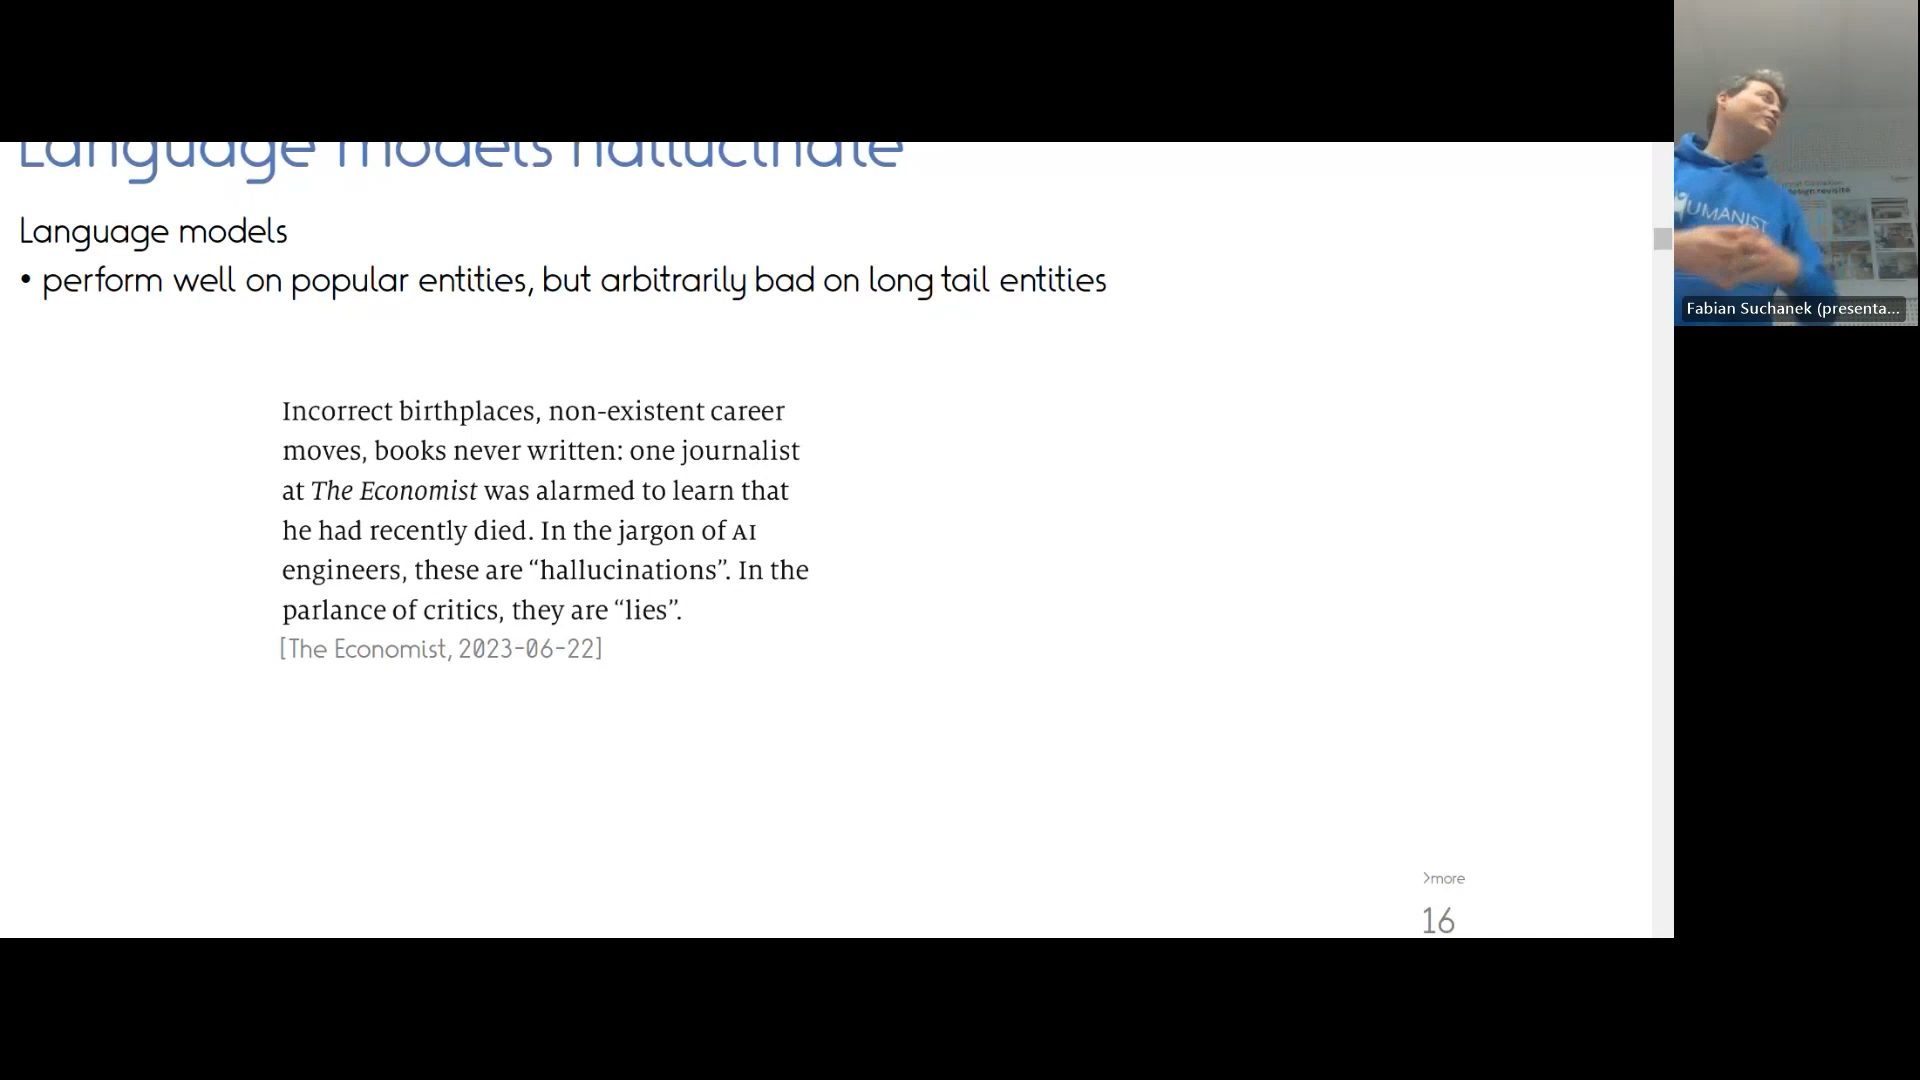 Language models hallucinate
Language models
• perform well on popular entities, but arbitrarily bad on long tail entities
Incorrect birthplaces, non-existent career
moves, books never written: one journalist
at The Economist was alarmed to learn that
he had recently died. In the jargon of AI
engineers, these are “hallucinations”. In the
parlance of critics, they are “lies”.
[The Economist, 2023-06-22]
>more
16
UMANIST
Fabian Suchanek (presenta...